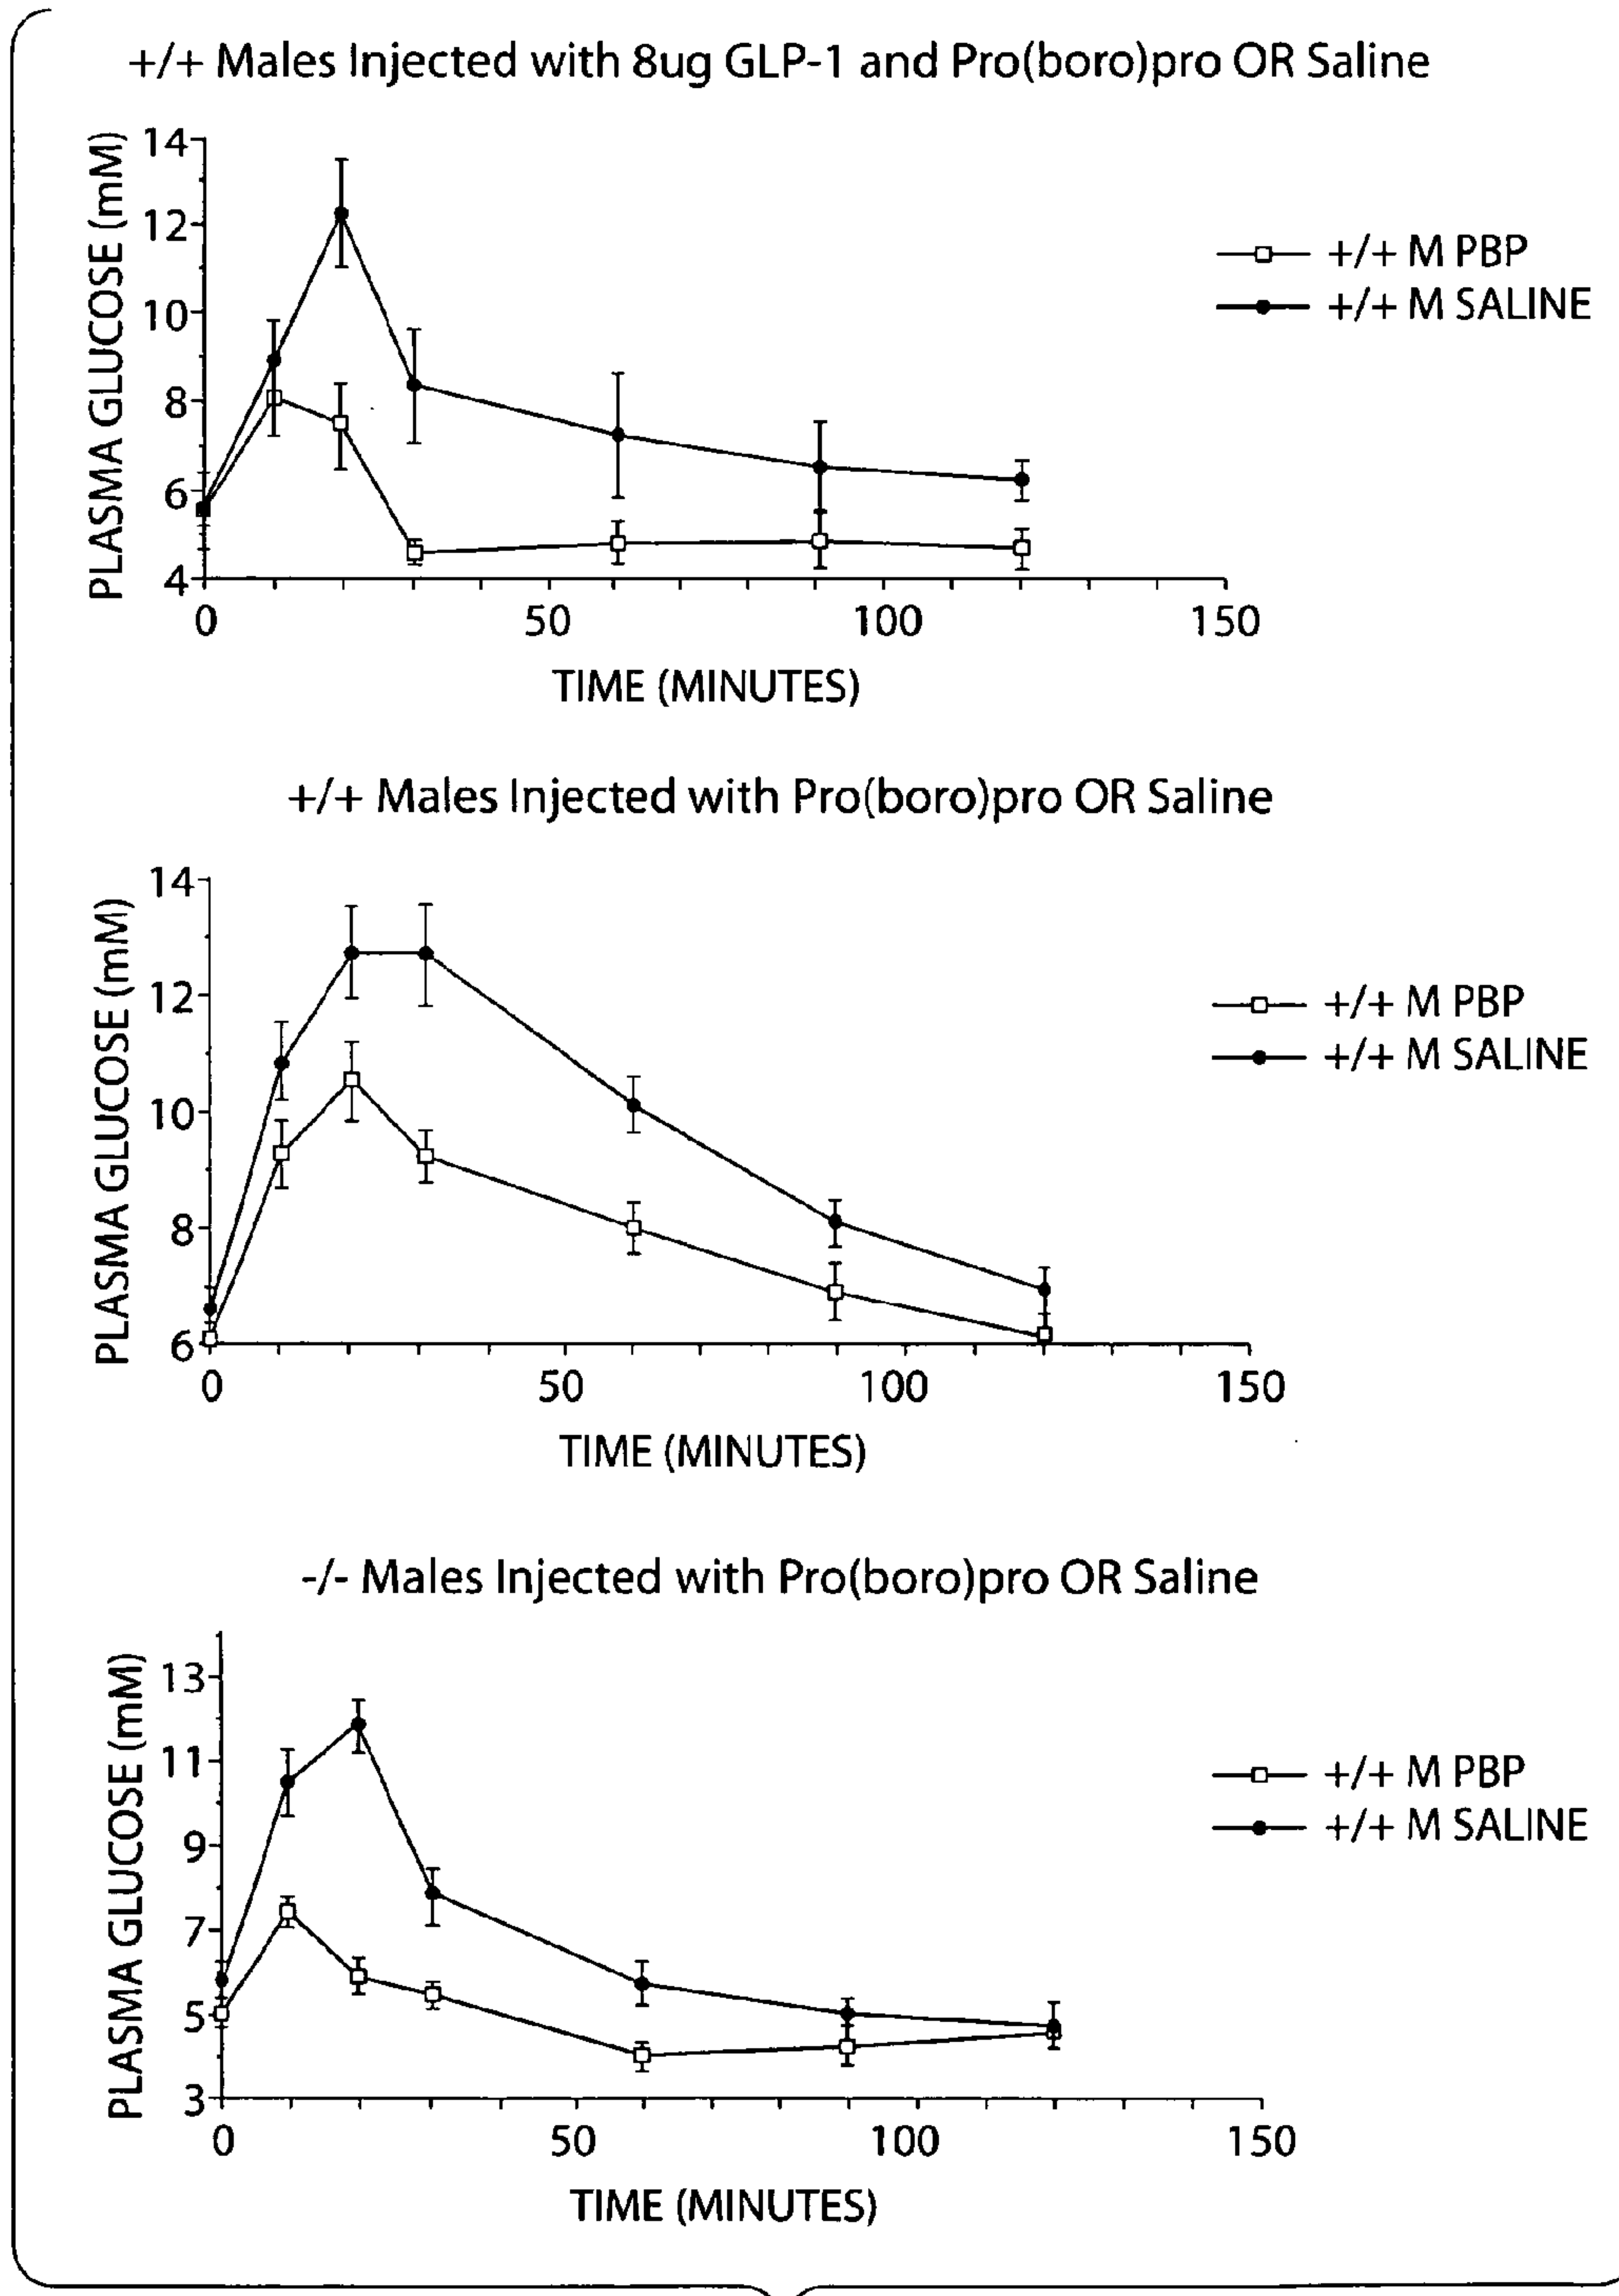 +/+ Males Injected with 8ug GLP-1 and Pro(boro)pro OR Saline
PLASMA GLUCOSE (mM)
14
12
10
8
6
4
0 50 100 150
TIME (MINUTES)
+/+ M PBP
+/+ M SALINE
+/+ Males Injected with Pro(boro)pro OR Saline
PLASMA GLUCOSE (mM)
14
12
10
8
6
0 50 100 150
TIME (MINUTES)
+/+ M PBP
+/+ M SALINE
-/- Males Injected with Pro(boro)pro OR Saline
PLASMA GLUCOSE (mM)
13
11
9
7
5
3
0 50 100 150
TIME (MINUTES)
+/+ M PBP
+/+ M SALINE